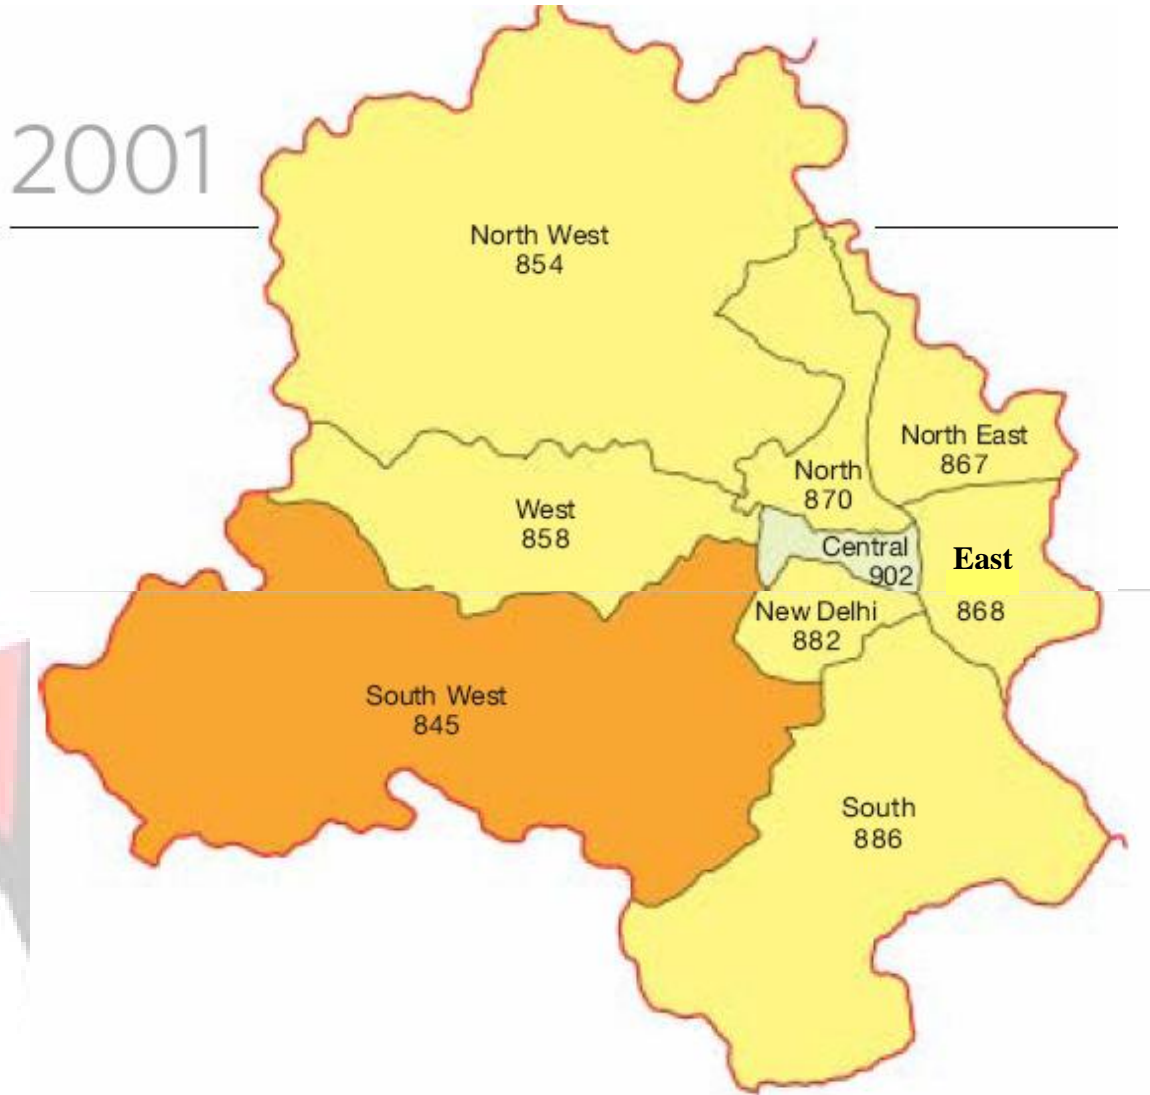 2001
North West
854
North East
867
North
870
West
858
Central
902
East
868
New Delhi
882
South West
845
South
886